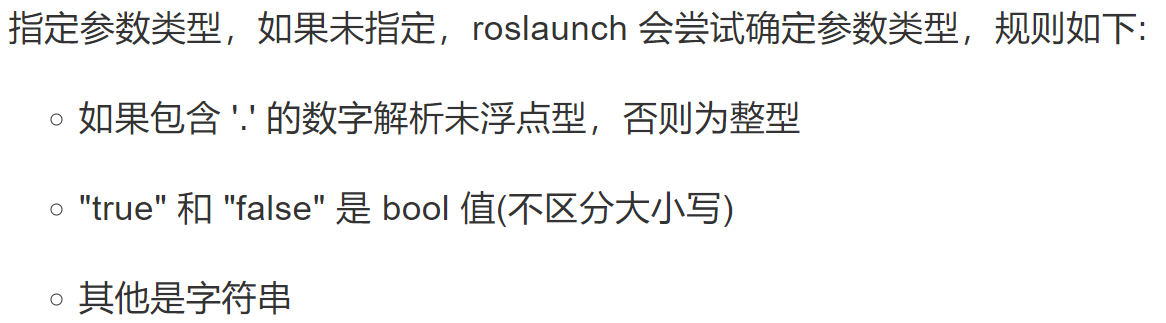 指定参数类型，如果未指定，roslaunch 会尝试确定参数类型，规则如下:
如果包含 '.' 的数字解析未浮点型，否则为整型
"true" 和 "false" 是 bool 值(不区分大小写)
其他是字符串